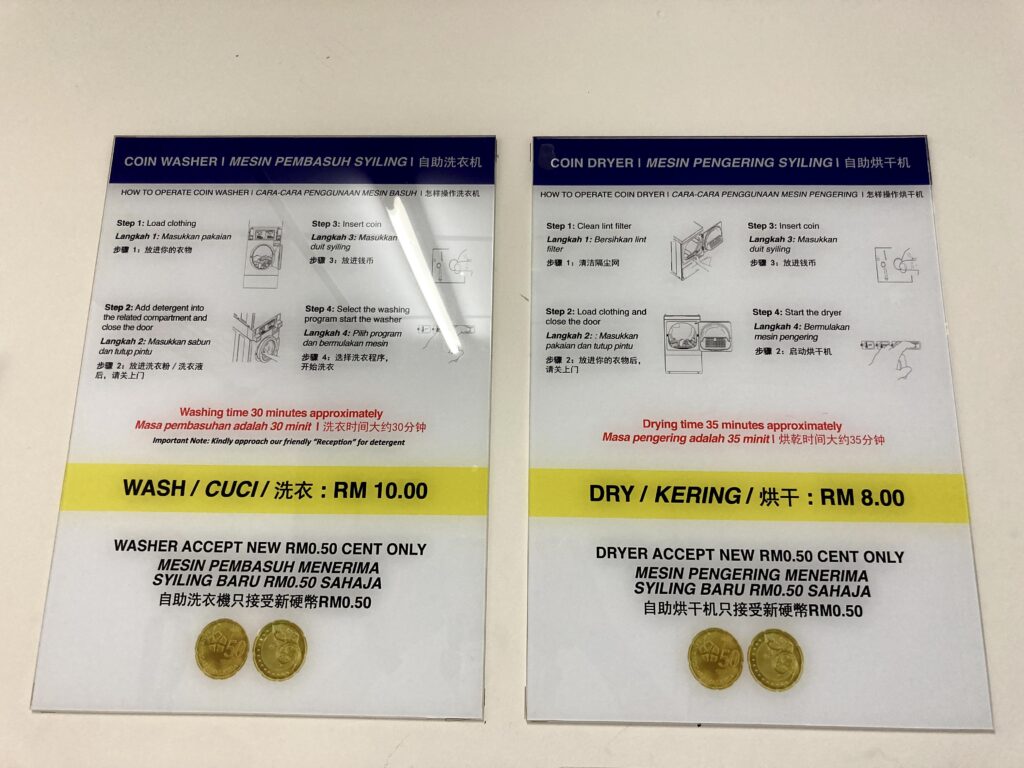 COIN WASHER | MESIN PEMBASUH SYILING | 自助洗衣机
HOW TO OPERATE COIN WASHER | CARA-CARA PENGGUNAAN MESIN BASUH | 怎样操作洗衣机
Step 1: Load clothing
Langkah 1: Masukkan pakaian
步骤 1: 放进你的衣物
Step 2: Add detergent into
the related compartment and
close the door
Langkah 2: Masukkan sabun
dan tutup pintu
步骤 2: 放进洗衣粉 / 洗衣液
后, 请关上门
Step 3: Insert coin
Langkah 3: Masukkan
duit syiling
步骤 3: 放进钱币
Step 4: Select the washing
program start the washer
Langkah 4: Pilih program
dan bermulakan mesin
步骤 4: 选择洗衣程序,
开始洗衣
Washing time 30 minutes approximately
Masa pembasuhan adalah 30 minit | 洗衣时间大约30分钟
Important Note: Kindly approach our friendly "Reception" for detergent
WASH / CUCI / 洗衣 : RM 10.00
WASHER ACCEPT NEW RM0.50 CENT ONLY
MESIN PEMBASUH MENERIMA
SYILING BARU RM0.50 SAHAJA
自助洗衣機只接受新硬幣RM0.50
50
COIN DRYER | MESIN PENGERING SYILING | 自助烘干机
HOW TO OPERATE COIN DRYER | CARA-CARA PENGGUNAAN MESIN PENGERING | 怎样操作烘干机
Step 1: Clean lint filter
Langkah 1: Bersihkan lint
filter
步骤 1: 清洁隔尘网
Step 2: Load clothing and
close the door
Langkah 2: : Masukkan
pakaian dan tutup pintu
步骤 2: 放进你的衣物后,
请关上门
Step 3: Insert coin
Langkah 3: Masukkan
duit syiling
步骤 3: 放进钱币
Step 4: Start the dryer
Langkah 4: Bermulakan
mesin pengering
步骤 2: 启动烘干机
Drying time 35 minutes approximately
Masa pengering adalah 35 minit | 烘乾时间大约35分钟
DRY / KERING / 烘干 : RM 8.00
DRYER ACCEPT NEW RM0.50 CENT ONLY
MESIN PENGERING MENERIMA
SYILING BARU RM0.50 SAHAJA
自助烘干机只接受新硬幣RM0.50
50